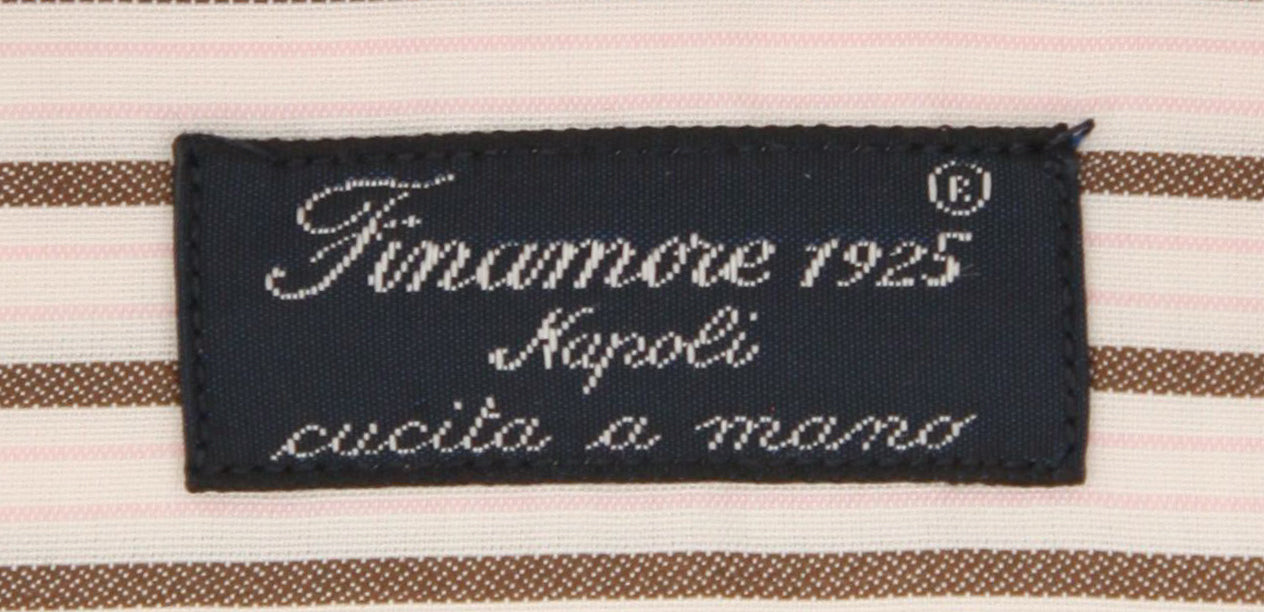 Finamore 1925 ®
Napoli
cucita a mano